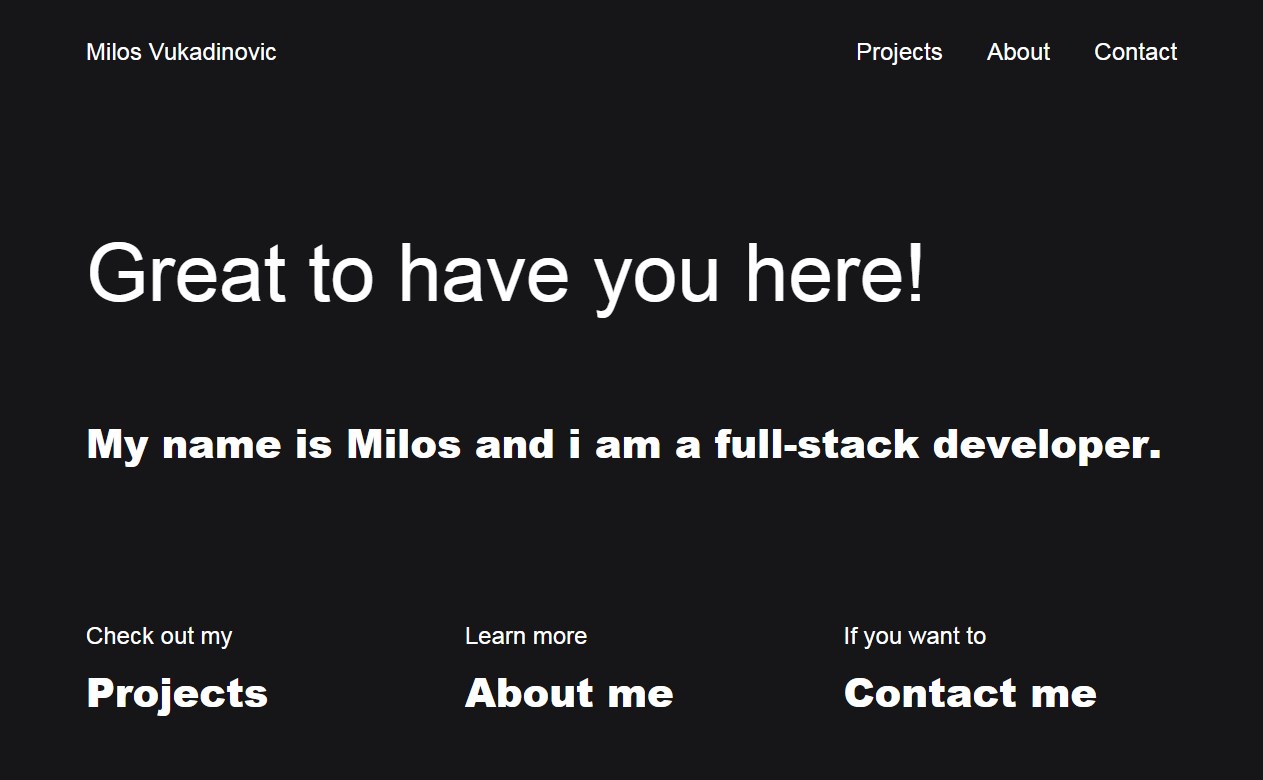 Milos Vukadinovic
Projects About Contact
Great to have you here!
My name is Milos and i am a full-stack developer.
Check out my
Projects
Learn more
About me
If you want to
Contact me